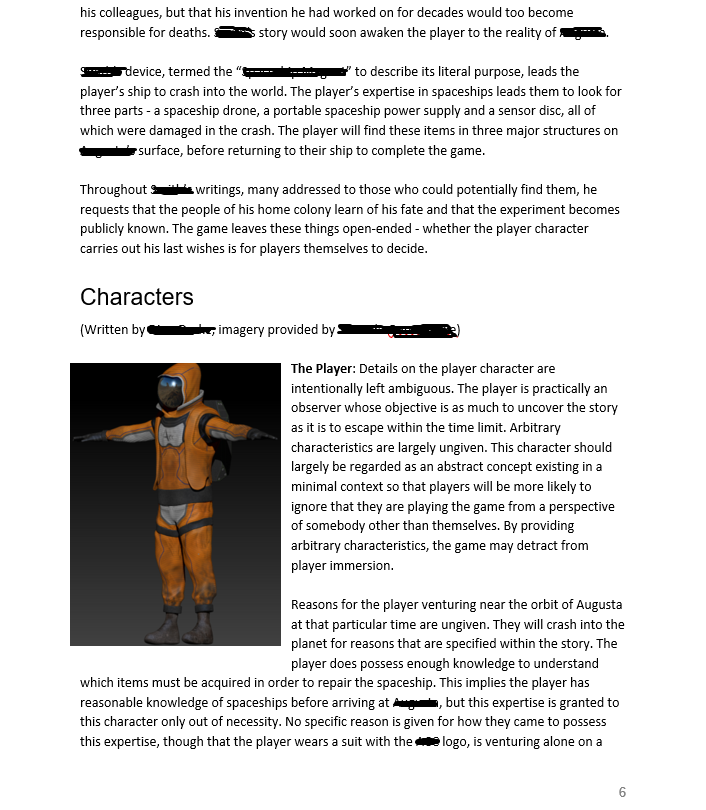 his colleagues, but that his invention he had worked on for decades would too become
responsible for deaths. story would soon awaken the player to the reality of
device, termed the “ ” to describe its literal purpose, leads the
player’s ship to crash into the world. The player’s expertise in spaceships leads them to look for
three parts - a spaceship drone, a portable spaceship power supply and a sensor disc, all of
which were damaged in the crash. The player will find these items in three major structures on
surface, before returning to their ship to complete the game.
Throughout writings, many addressed to those who could potentially find them, he
requests that the people of his home colony learn of his fate and that the experiment becomes
publicly known. The game leaves these things open-ended - whether the player character
carries out his last wishes is for players themselves to decide.
Characters
(Written by , imagery provided by )
The Player: Details on the player character are
intentionally left ambiguous. The player is practically an
observer whose objective is as much to uncover the story
as it is to escape within the time limit. Arbitrary
characteristics are largely ungiven. This character should
largely be regarded as an abstract concept existing in a
minimal context so that players will be more likely to
ignore that they are playing the game from a perspective
of somebody other than themselves. By providing
arbitrary characteristics, the game may detract from
player immersion.
Reasons for the player venturing near the orbit of Augusta
at that particular time are ungiven. They will crash into the
planet for reasons that are specified within the story. The
player does possess enough knowledge to understand
which items must be acquired in order to repair the spaceship. This implies the player has
reasonable knowledge of spaceships before arriving at , but this expertise is granted to
this character only out of necessity. No specific reason is given for how they came to possess
this expertise, though that the player wears a suit with the logo, is venturing alone on a
6